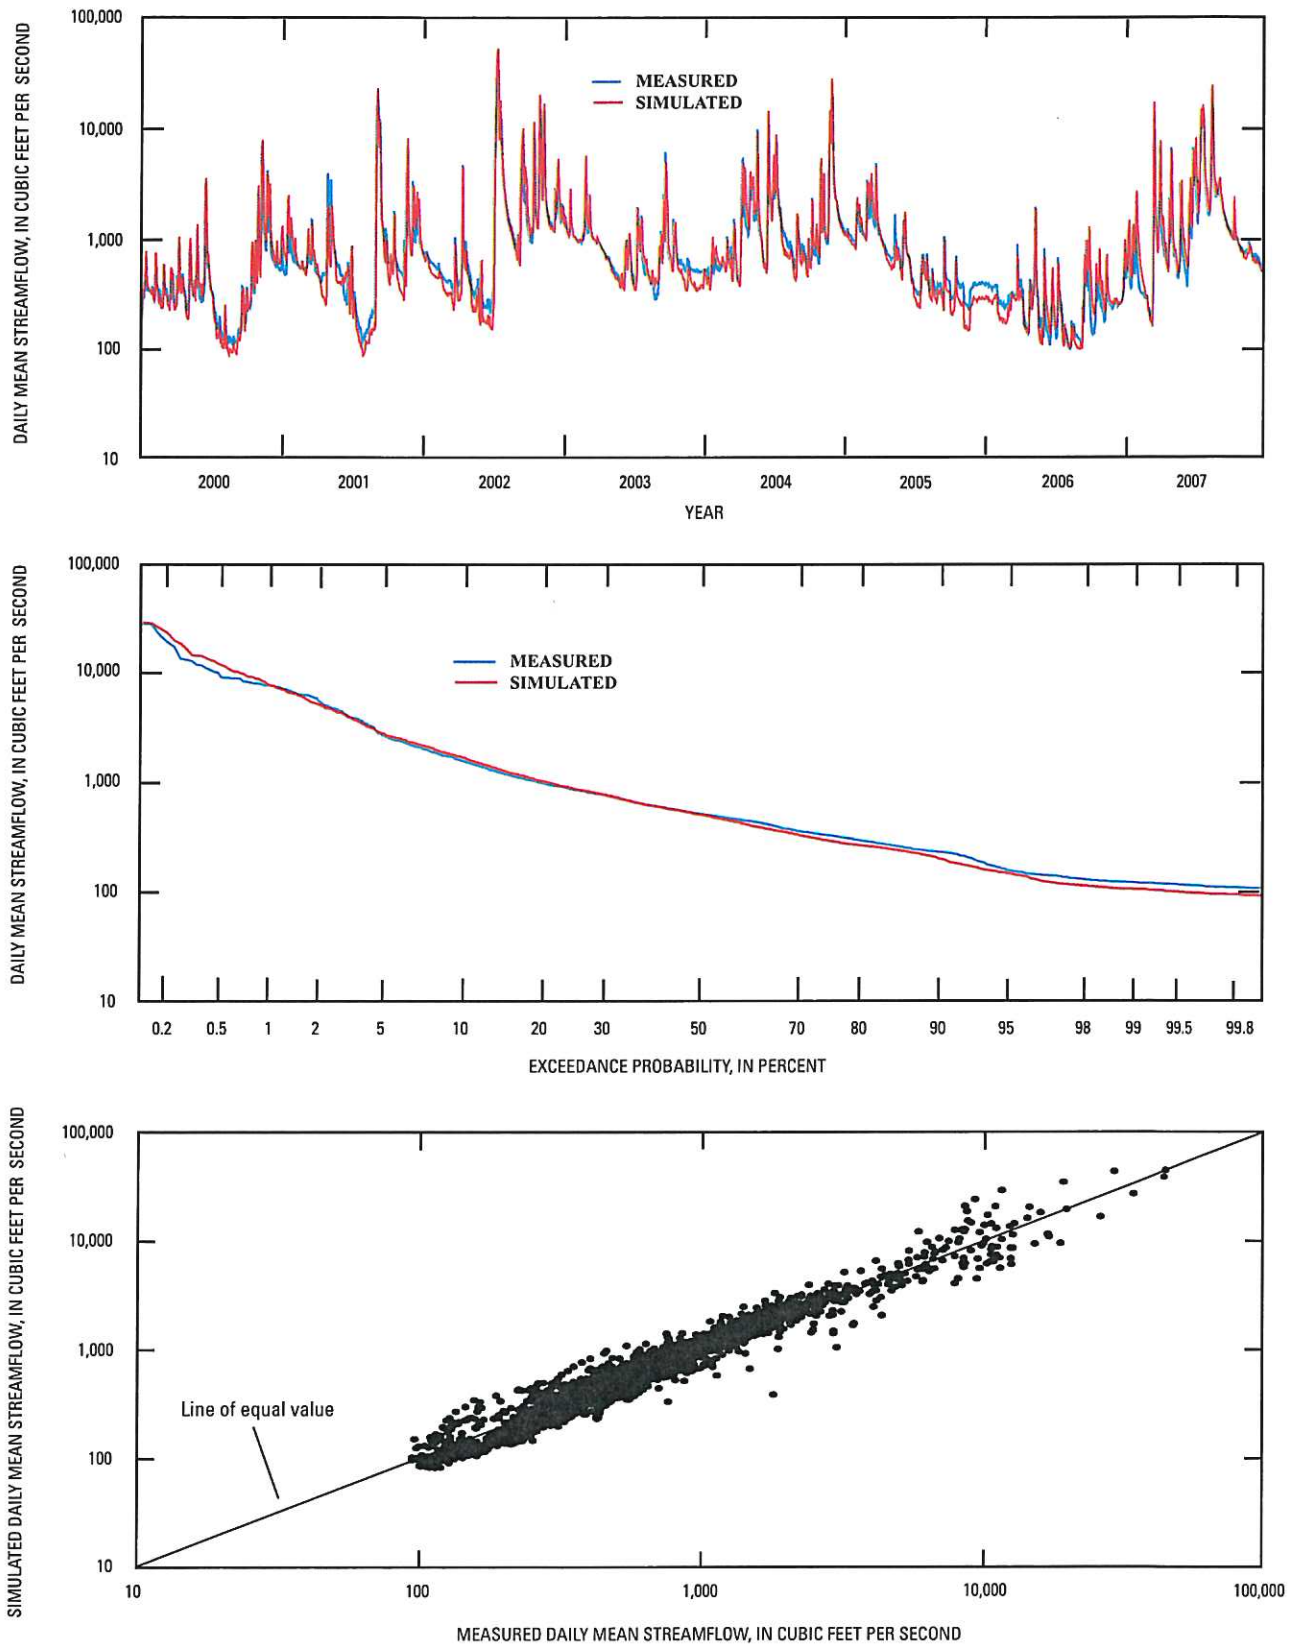 DAILY MEAN STREAMFLOW, IN CUBIC FEET PER SECOND
100,000
10,000
1,000
100
10
MEASURED
SIMULATED
2000 2001 2002 2003 2004 2005 2006 2007
YEAR
DAILY MEAN STREAMFLOW, IN CUBIC FEET PER SECOND
100,000
10,000
1,000
100
10
MEASURED
SIMULATED
0.2 0.5 1 2 5 10 20 30 50 70 80 90 95 98 99 99.5 99.8
EXCEEDANCE PROBABILITY, IN PERCENT
SIMULATED DAILY MEAN STREAMFLOW, IN CUBIC FEET PER SECOND
100,000
10,000
1,000
100
10
Line of equal value
10 100 1,000 10,000 100,000
MEASURED DAILY MEAN STREAMFLOW, IN CUBIC FEET PER SECOND